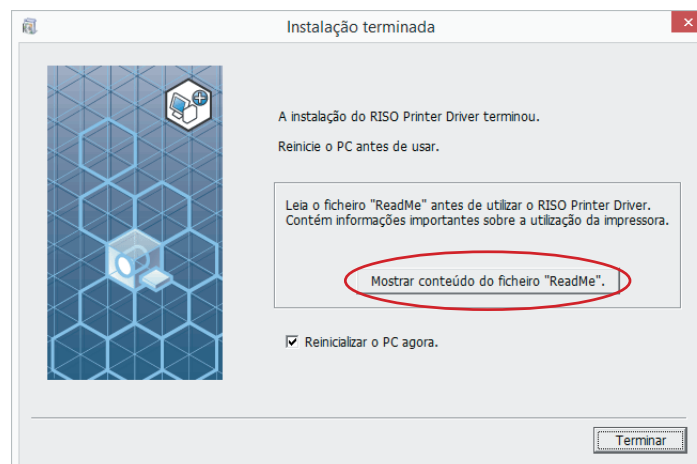 Instalação terminada
A instalação do RISO Printer Driver terminou.
Reinicie o PC antes de usar.
Leia o ficheiro "ReadMe" antes de utilizar o RISO Printer Driver.
Contém informações importantes sobre a utilização da impressora.
Mostrar conteúdo do ficheiro "ReadMe".
Reinicializar o PC agora.
Terminar